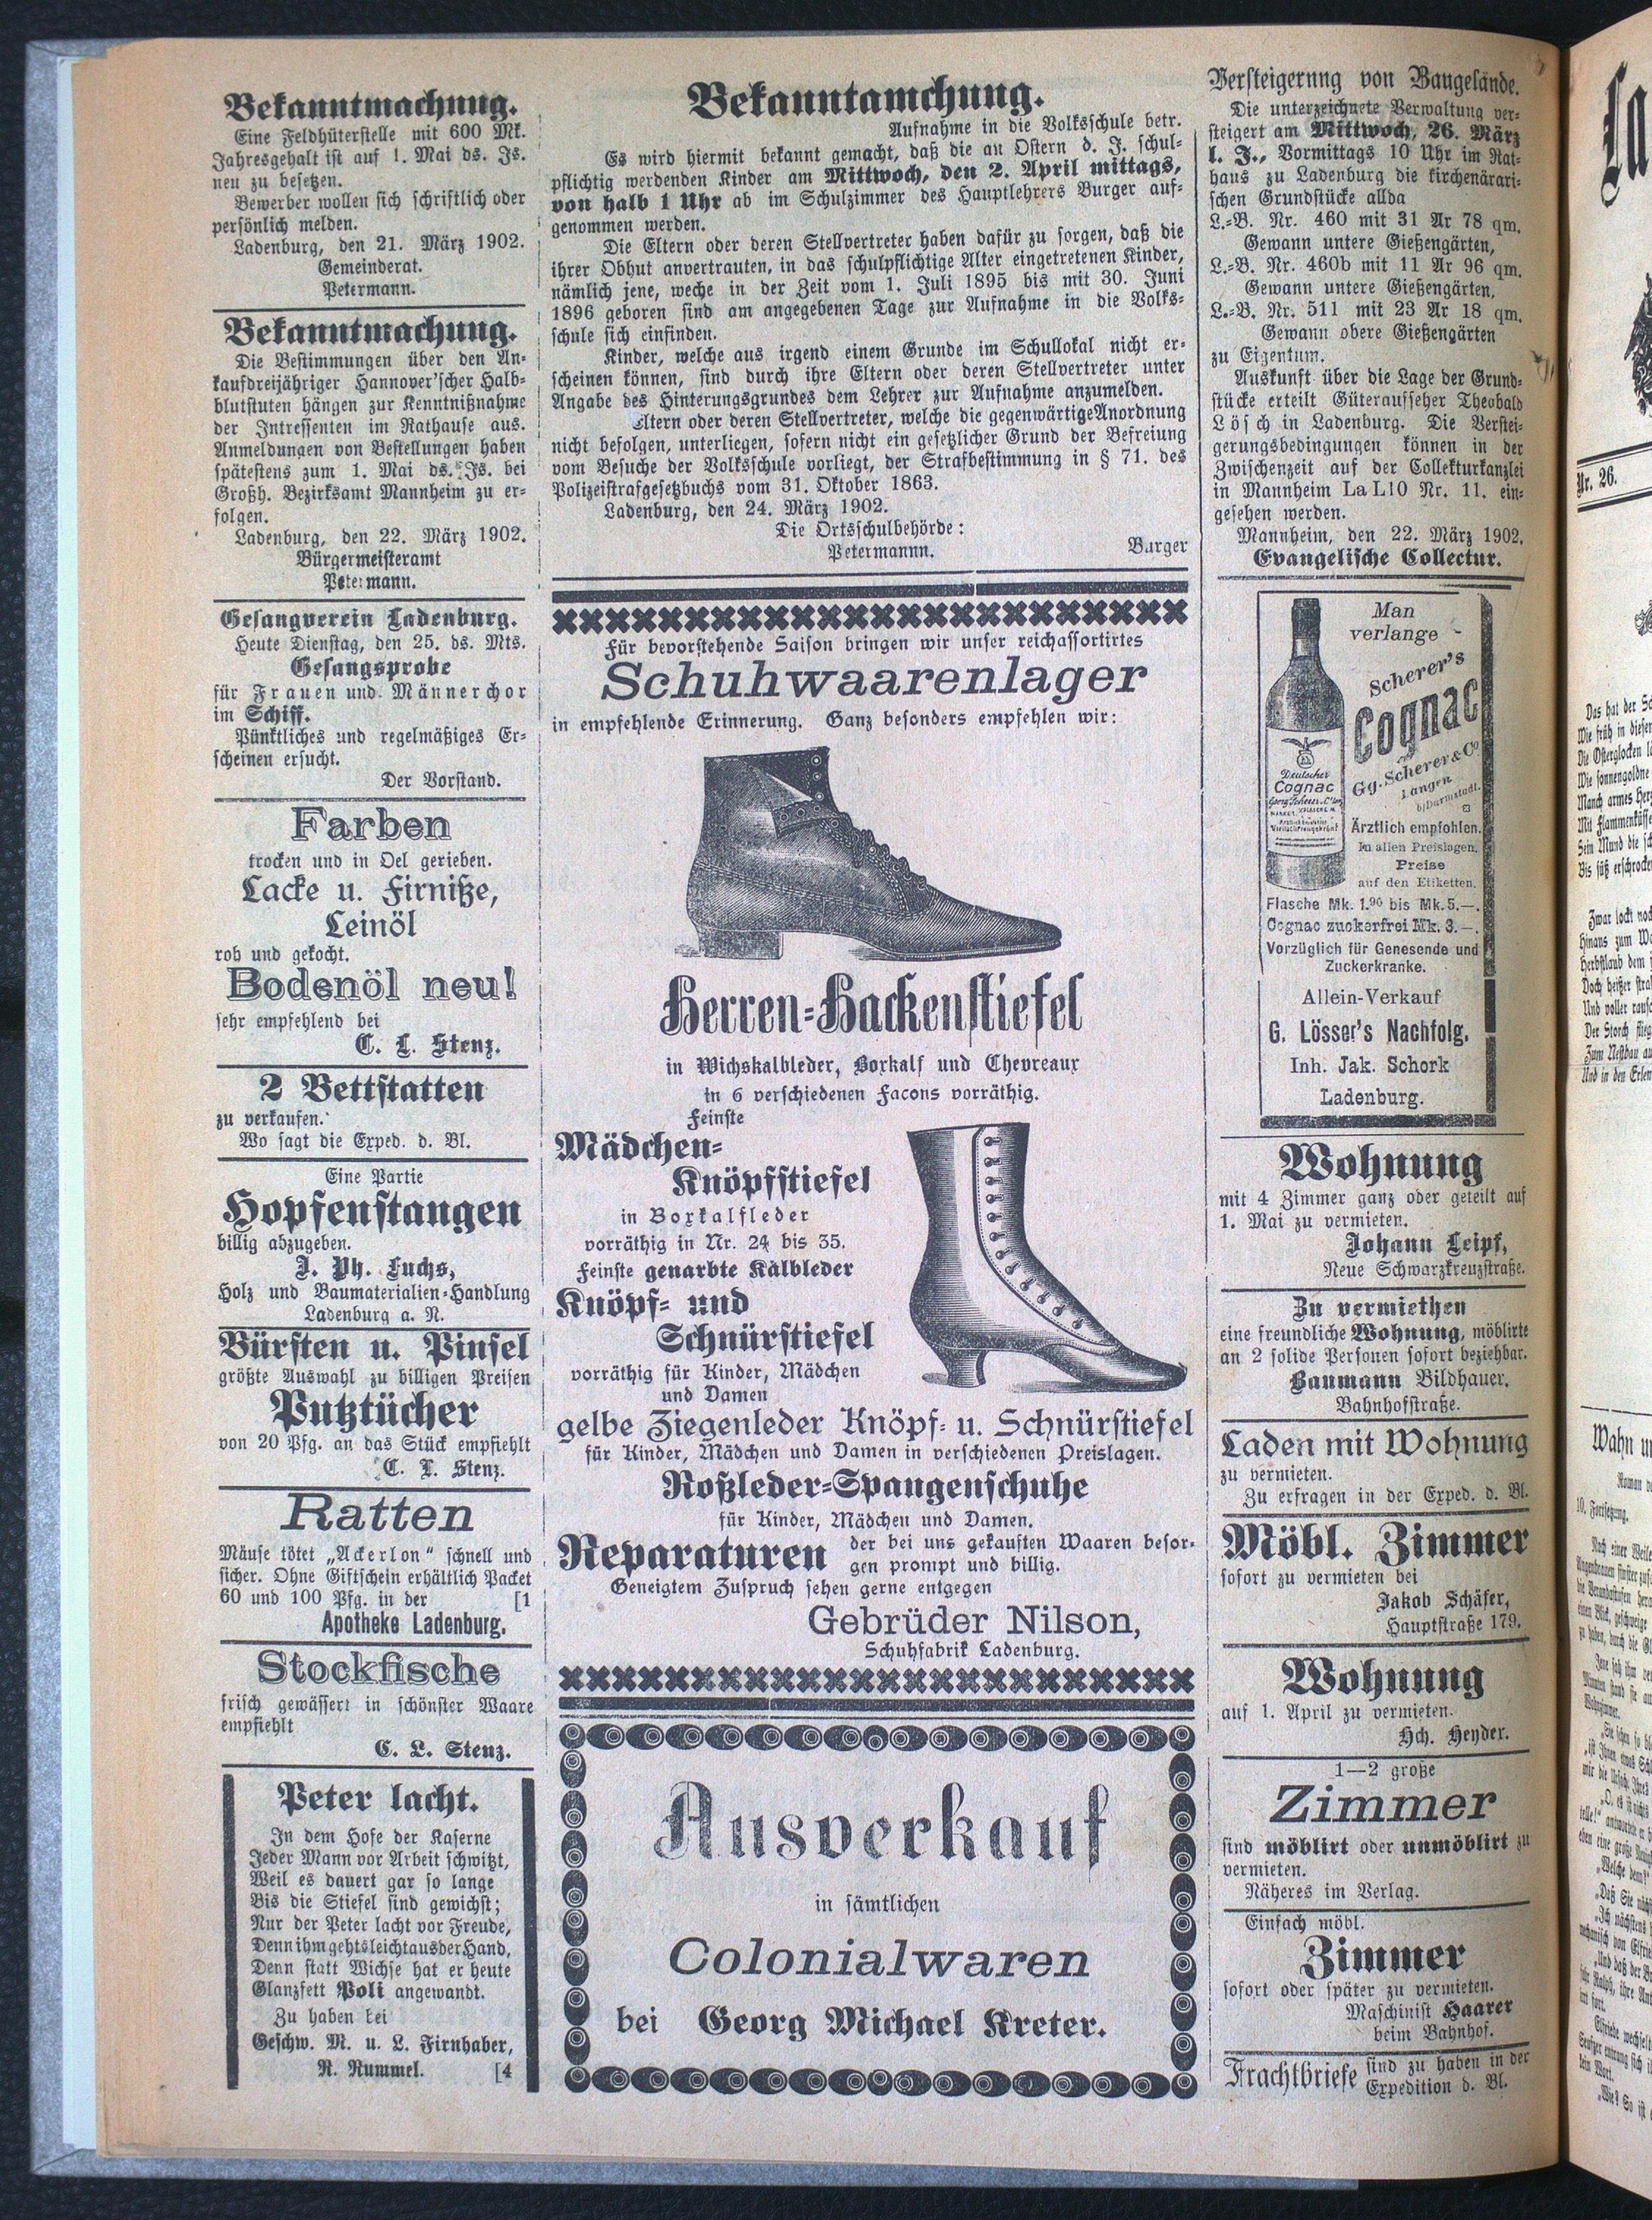 Bekanntmachung.
Eine Feldhüterstelle mit 600 Mk.
Jahresgehalt ist auf 1. Mai ds. Js.
neu zu besetzen.
Bewerber wollen sich schriftlich oder
persönlich melden.
Ladenburg, den 21. März 1902.
Gemeinderat.
Petermann.
Bekanntmachung.
Die Bestimmungen über den An-
kaufdreijähriger Hannover'scher Halb-
blutstuten hängen zur Kenntnißnahme
der Intressenten im Rathause aus.
Anmeldungen von Bestellungen haben
spätestens zum 1. Mai ds. Js. bei
Großh. Bezirksamt Mannheim zu er-
folgen.
Ladenburg, den 22. März 1902.
Bürgermeisteramt
Petermann.
Gesangverein Ladenburg.
Heute Dienstag, den 25. ds. Mts.
Gesangsprobe
für Frauen und Männerchor
im Schiff.
Pünktliches und regelmäßiges Er-
scheinen ersucht.
Der Vorstand.
Farben
trocken und in Oel gerieben.
Lacke u. Firniße,
Leinöl
roh und gekocht.
Bodenöl neu!
sehr empfehlend bei
C. L. Stenz.
2 Bettstatten
zu verkaufen.
Wo sagt die Exped. d. Bl.
Eine Partie
Hopfenstangen
billig abzugeben.
J. Ph. Fuchs,
Holz und Baumaterialien-Handlung
Ladenburg a. N.
Bürsten u. Pinsel
größte Auswahl zu billigen Preisen
Putztücher
von 20 Pfg. an das Stück empfiehlt
C. L. Stenz.
Ratten
Mäuse tötet „Ackerlon" schnell und
sicher. Ohne Giftschein erhältlich Packet
60 und 100 Pfg. in der [1
Apotheke Ladenburg.
Stockfische
frisch gewässert in schönster Waare
empfiehlt
C. L. Stenz.
Peter lacht.
In dem Hofe der Kaserne
Jeder Mann vor Arbeit schwitzt,
Weil es dauert gar so lange
Bis die Stiefel sind gewichst;
Nur der Peter lacht vor Freude,
Denn ihm gehts leicht aus der Hand,
Denn statt Wichse hat er heute
Glanzfett Poli angewandt.
Zu haben bei
Geschw. M. u. L. Firnhaber,
R. Rummel. [4
Bekanntamchung.
Aufnahme in die Volksschule betr.
Es wird hiermit bekannt gemacht, daß die an Ostern d. J. schul-
pflichtig werdenden Kinder am Mittwoch, den 2. April mittags,
von halb 1 Uhr ab im Schulzimmer des Hauptlehrers Burger auf-
genommen werden.
Die Eltern oder deren Stellvertreter haben dafür zu sorgen, daß die
ihrer Obhut anvertrauten, in das schulpflichtige Alter eingetretenen Kinder,
nämlich jene, weche in der Zeit vom 1. Juli 1895 bis mit 30. Juni
1896 geboren sind am angegebenen Tage zur Aufnahme in die Volks-
schule sich einfinden.
Kinder, welche aus irgend einem Grunde im Schullokal nicht er-
scheinen können, sind durch ihre Eltern oder deren Stellvertreter unter
Angabe des Hinterungsgrundes dem Lehrer zur Aufnahme anzumelden.
Eltern oder deren Stellvertreter, welche die gegenwärtige Anordnung
nicht befolgen, unterliegen, sofern nicht ein gesetzlicher Grund der Befreiung
vom Besuche der Volksschule vorliegt, der Strafbestimmung in § 71. des
Polizeistrafgesetzbuchs vom 31. Oktober 1863.
Ladenburg, den 24. März 1902.
Die Ortsschulbehörde:
Petermannn. Burger
Für bevorstehende Saison bringen wir unser reichassortirtes
Schuhwaarenlager
in empfehlende Erinnerung. Ganz besonders empfehlen wir:
Herren-Hackenstiefel
in Wichskalbleder, Boxkalf und Chevreaux
in 6 verschiedenen Facons vorräthig.
Feinste
Mädchen-
Knöpfstiefel
in Boxkalfleder
vorräthig in Nr. 24 bis 35.
Feinste genarbte Kalbleder
Knöpf- und
Schnürstiefel
vorräthig für Kinder, Mädchen
und Damen
gelbe Ziegenleder Knöpf- u. Schnürstiefel
für Kinder, Mädchen und Damen in verschiedenen Preislagen.
Roßleder-Spangenschuhe
für Kinder, Mädchen und Damen.
Reparaturen der bei uns gekauften Waaren besor-
gen prompt und billig.
Geneigtem Zuspruch sehen gerne entgegen
Gebrüder Nilson,
Schuhfabrik Ladenburg.
Ausverkauf
in sämtlichen
Colonialwaren
bei Georg Michael Kreter.
Versteigernng von Baugelände.
Die unterzeichnete Verwaltung ver-
steigert am Mittwoch, 26. März
l. J., Vormittags 10 Uhr im Rat-
haus zu Ladenburg die kirchenärari-
schen Grundstücke allda
L.-B. Nr. 460 mit 31 Ar 78 qm.
Gewann untere Gießengärten,
L.-B. Nr. 460b mit 11 Ar 96 qm.
Gewann untere Gießengärten,
L.-B. Nr. 511 mit 23 Ar 18 qm.
Gewann obere Gießengärten
zu Eigentum.
Auskunft über die Lage der Grund-
stücke erteilt Güteraufseher Theobald
Lösch in Ladenburg. Die Verstei-
gerungsbedingungen können in der
Zwischenzeit auf der Collekturkanzlei
in Mannheim La L10 Nr. 11. ein-
gesehen werden.
Mannheim, den 22. März 1902.
Evangelische Collectur.
Man
verlange
Scherer's
Cognac
Gg. Scherer & Co
Langen
b/Darmstadt.
Deutscher
Cognac
Ärztlich empfohlen.
In allen Preislagen.
Preise
auf den Etiketten.
Flasche Mk. 1.90 bis Mk. 5.—.
Cognac zuckerfrei Mk. 3.—.
Vorzüglich für Genesende und
Zuckerkranke.
Allein-Verkauf
G. Lösser's Nachfolg.
Inh. Jak. Schork
Ladenburg.
Wohnung
mit 4 Zimmer ganz oder geteilt auf
1. Mai zu vermieten.
Johann Leipf,
Neue Schwarzkreuzstraße.
Zu vermiethen
eine freundliche Wohnung, möblirte
an 2 solide Personen sofort beziehbar.
Baumann Bildhauer.
Bahnhofstraße.
Laden mit Wohnung
zu vermieten.
Zu erfragen in der Exped. d. Bl.
Möbl. Zimmer
sofort zu vermieten bei
Jakob Schäfer,
Hauptstraße 179.
Wohnung
auf 1. April zu vermieten.
Hch. Heyder.
1—2 große
Zimmer
sind möblirt oder unmöblirt zu
vermieten.
Näheres im Verlag.
Einfach möbl.
Zimmer
sofort oder später zu vermieten.
Maschinist Haarer
beim Bahnhof.
Frachtbriefe sind zu haben in der
Expedition d. Bl.
La
Nr. 26.